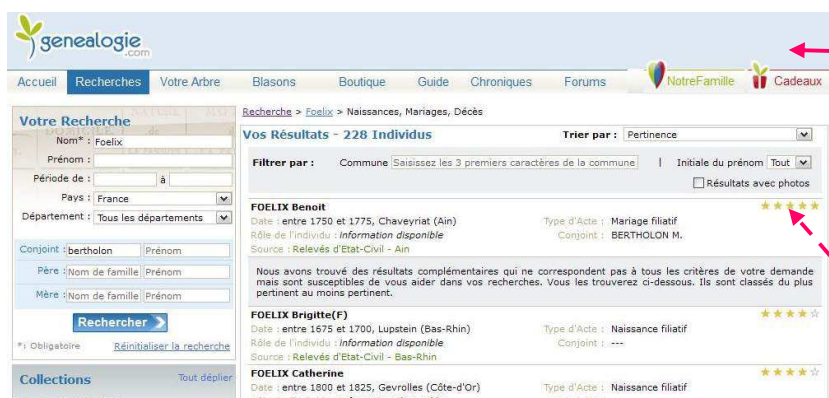 genealogie
.com
Accueil Recherches Votre Arbre Blasons Boutique Guide Chroniques Forums NotreFamille Cadeaux
Votre Recherche
Nom* : Foelix
Prénom :
Période de : à
Pays : France
Département : Tous les départements
Conjoint : bertholon Prénom
Père : Nom de famille Prénom
Mère : Nom de famille Prénom
Rechercher
*: Obligatoire Réinitialiser la recherche
Collections Tout déplier
Recherche > Foelix > Naissances, Mariages, Décès
Vos Résultats - 228 Individus Trier par : Pertinence
Filtrer par : Commune Saisissez les 3 premiers caractères de la commune | Initiale du prénom Tout
Résultats avec photos
FOELIX Benoit
Date : entre 1750 et 1775, Chaveyriat (Ain) Type d'Acte : Mariage filiatif
Rôle de l'individu : Information disponible Conjoint : BERTHOLON M.
Source : Relevés d'Etat-Civil - Ain
Nous avons trouvé des résultats complémentaires qui ne correspondent pas à tous les critères de votre demande
mais sont susceptibles de vous aider dans vos recherches. Vous les trouverez ci-dessous. Ils sont classés du plus
pertinent au moins pertinent.
FOELIX Brigitte(F)
Date : entre 1675 et 1700, Lupstein (Bas-Rhin) Type d'Acte : Naissance filiatif
Rôle de l'individu : Information disponible Conjoint : ---
Source : Relevés d'Etat-Civil - Bas-Rhin
FOELIX Catherine
Date : entre 1800 et 1825, Gevrolles (Côte-d'Or) Type d'Acte : Naissance filiatif